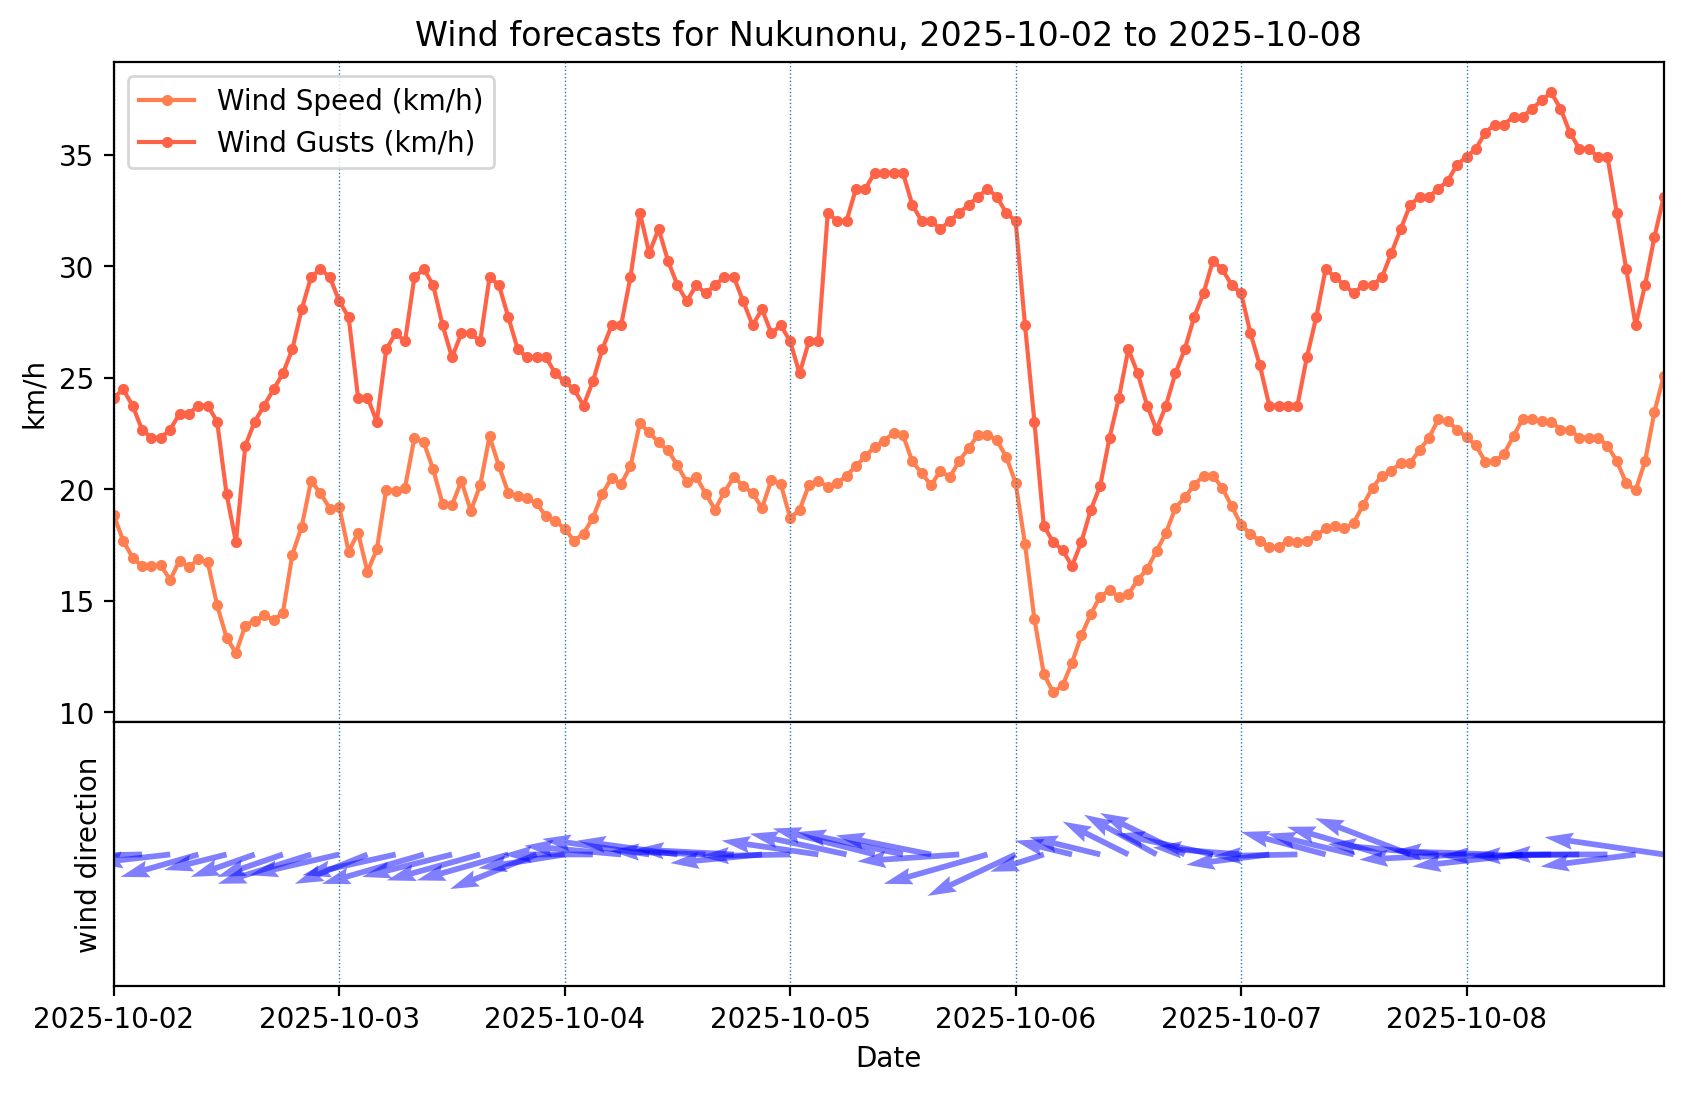 Wind forecasts for Nukunonu, 2025-10-02 to 2025-10-08
Wind Speed (km/h)
Wind Gusts (km/h)
km/h
35
30
25
20
15
10
wind direction
2025-10-02 2025-10-03 2025-10-04 2025-10-05 2025-10-06 2025-10-07 2025-10-08
Date